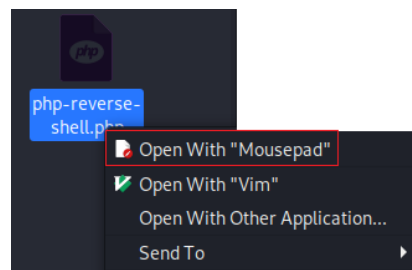 php
php-reverse-
shell.php
Open With "Mousepad"
Open With "Vim"
Open With Other Application...
Send To